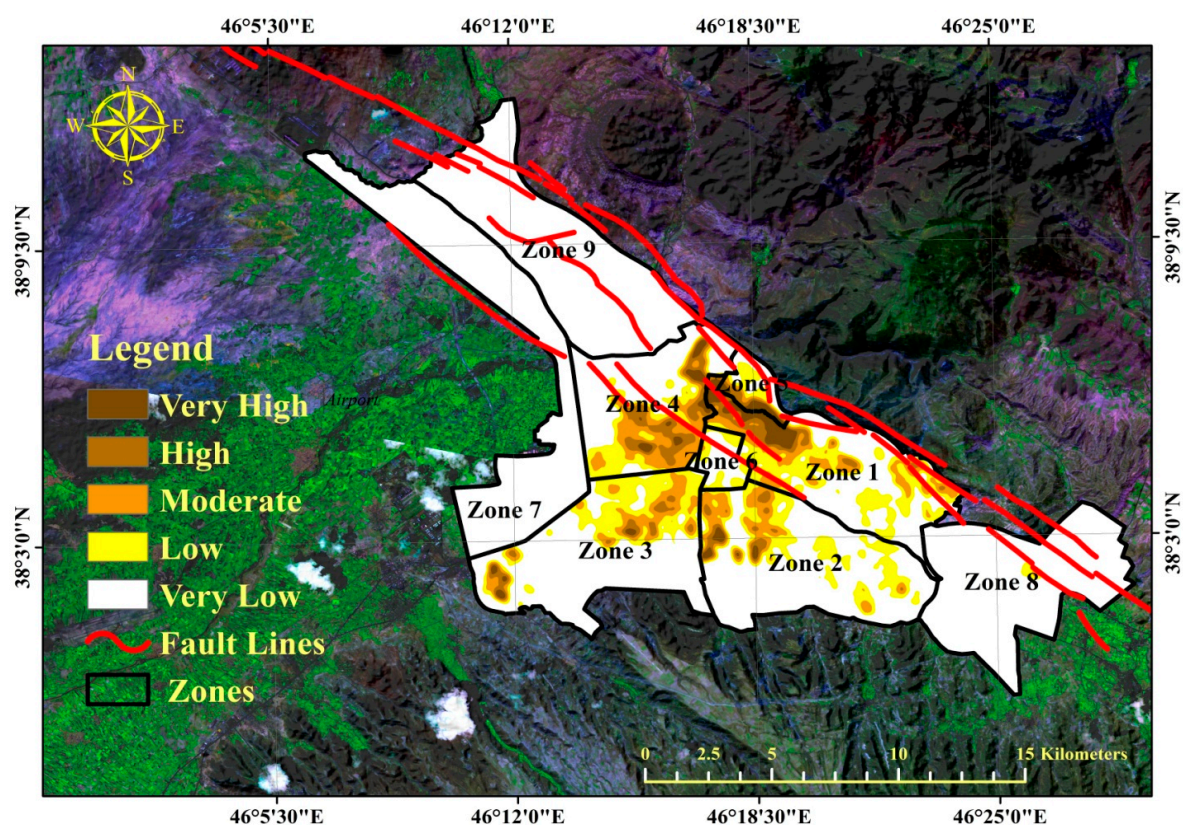 46°5'30"E 46°12'0"E 46°18'30"E 46°25'0"E
N
W E
S
38°9'30"N 38°9'30"N
Zone 9
Legend
Very High
High
Moderate
Low
Very Low
Fault Lines
Zones
Airport
Zone 5
Zone 4
Zone 6
Zone 1
Zone 7
Zone 3
Zone 2
Zone 8
38°3'0"N 38°3'0"N
0 2.5 5 10 15 Kilometers
46°5'30"E 46°12'0"E 46°18'30"E 46°25'0"E